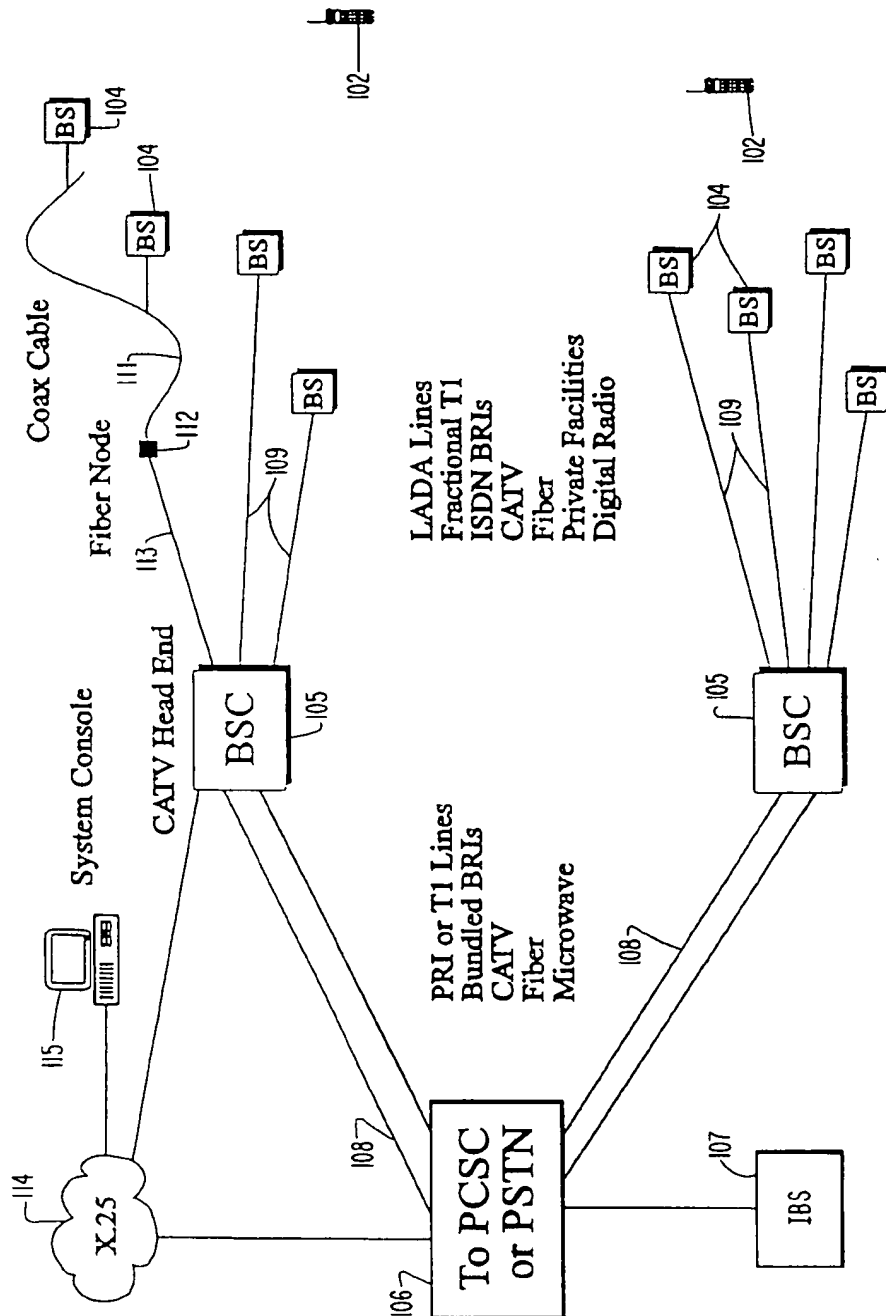 Coax Cable
BS
104
102
BS
104
111
112
Fiber Node
113
BS
BS
109
CATV Head End
BSC
105
System Console
115
X.25
114
108
PRI or T1 Lines
Bundled BRIs
CATV
Fiber
Microwave
LADA Lines
Fractional T1
ISDN BRIs
CATV
Fiber
Private Facilities
Digital Radio
102
104
BS
BS
BS
BS
109
BSC
105
108
To PCSC
or PSTN
106
IBS
107